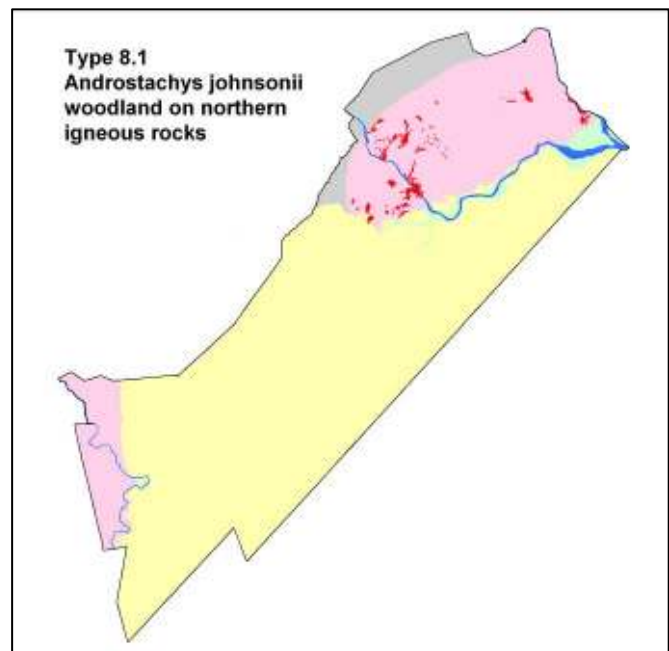 Type 8.1
Androstachys johnsonii
woodland on northern
igneous rocks